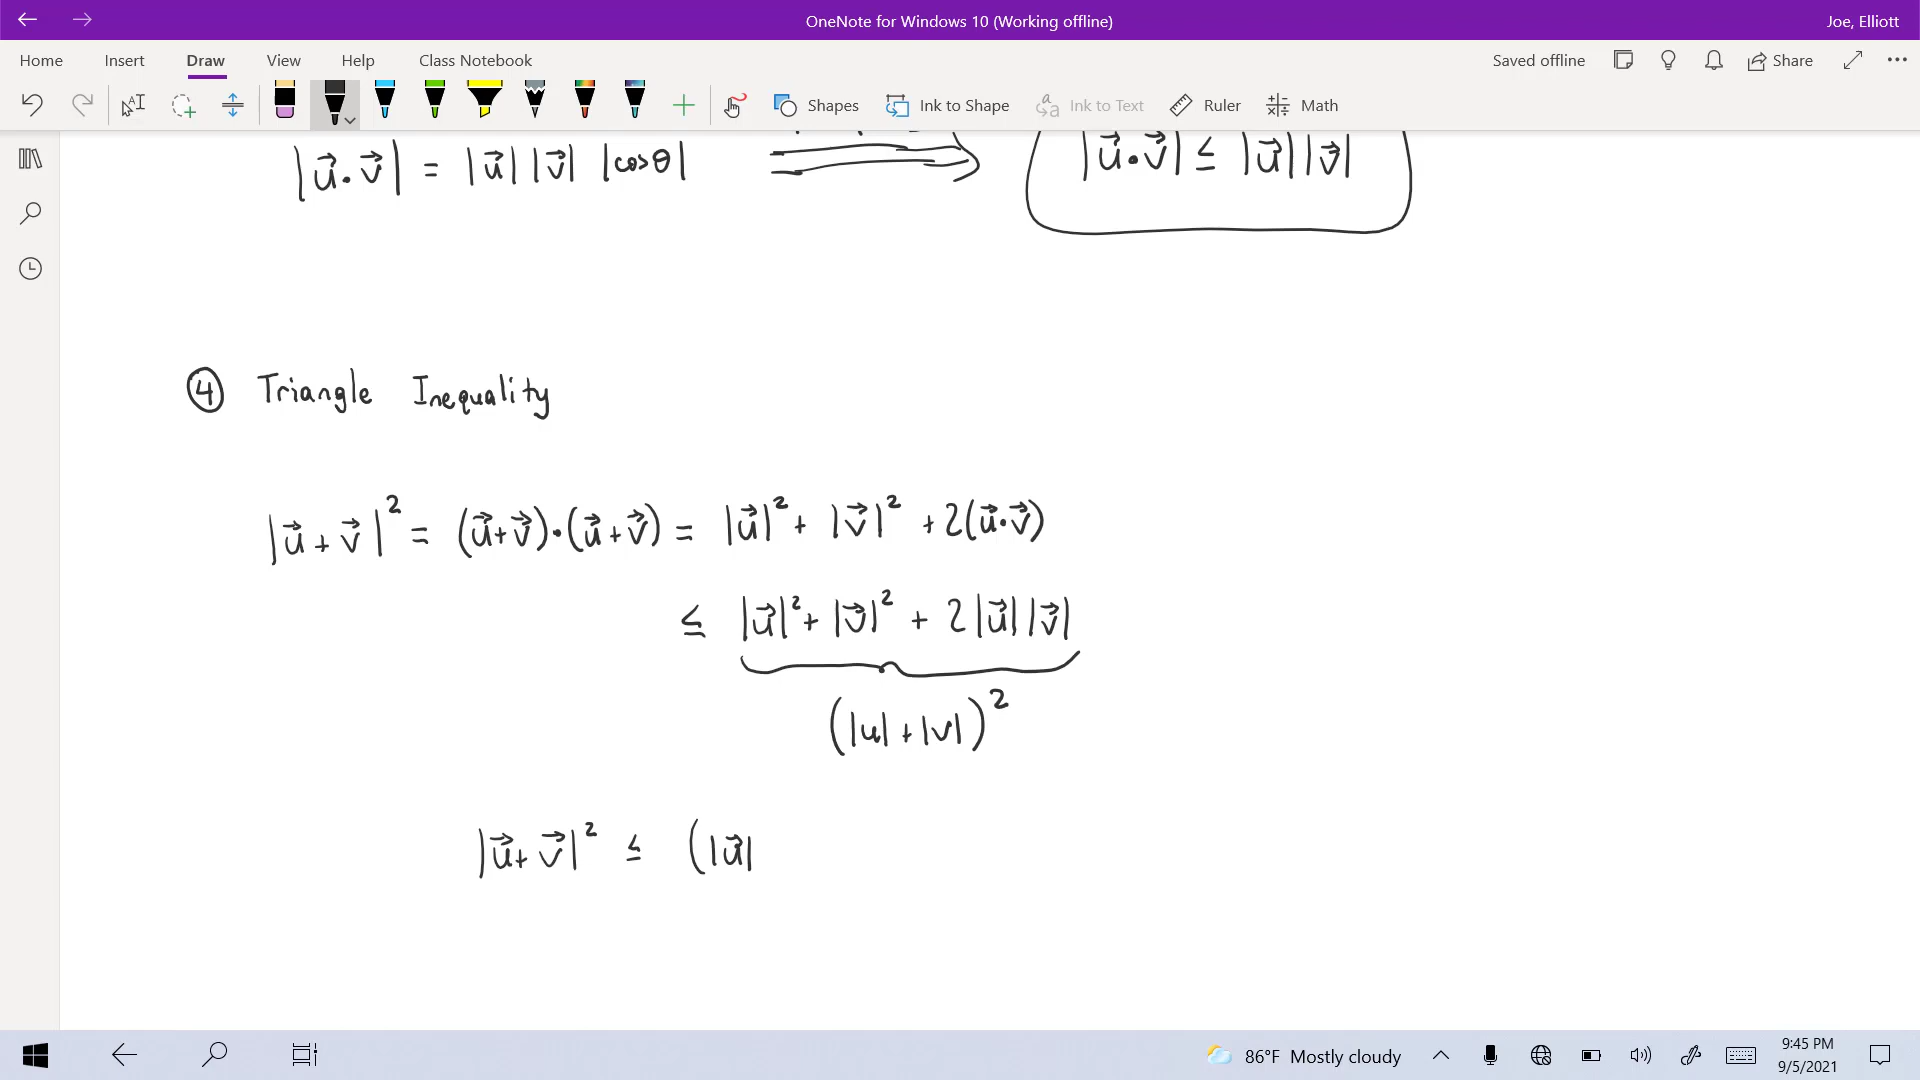 OneNote for Windows 10 (Working offline)
Joe, Elliott
Home Insert Draw View Help Class Notebook
Saved offline Share
Shapes Ink to Shape Ink to Text Ruler Math
|u⃗·v⃗| = |u⃗| |v⃗| |cosθ| ⟹ |u⃗·v⃗| ≤ |u⃗| |v⃗|
④ Triangle Inequality
|u⃗ + v⃗|² = (u⃗+v⃗)·(u⃗+v⃗) = |u⃗|² + |v⃗|² + 2(u⃗·v⃗)
≤ |u⃗|² + |v⃗|² + 2|u⃗| |v⃗|
(|u| + |v|)²
|u⃗+v⃗|² ≤ (|u⃗|
86°F Mostly cloudy
9:45 PM
9/5/2021